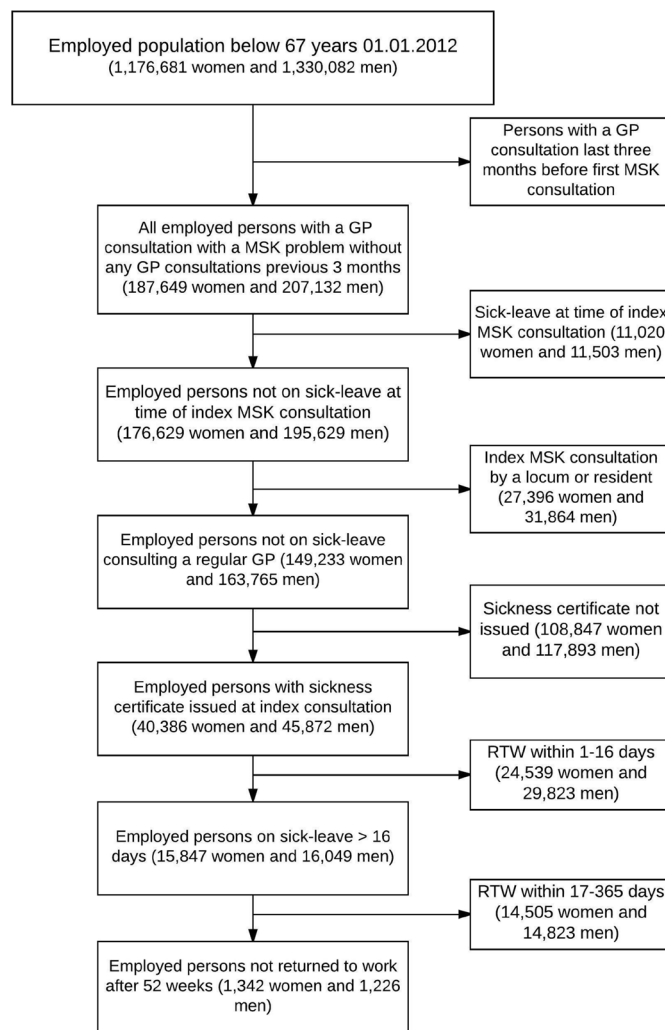 Employed population below 67 years 01.01.2012
(1,176,681 women and 1,330,082 men)
Persons with a GP
consultation last three
months before first MSK
consultation
All employed persons with a GP
consultation with a MSK problem without
any GP consultations previous 3 months
(187,649 women and 207,132 men)
Sick-leave at time of index
MSK consultation (11,020
women and 11,503 men)
Employed persons not on sick-leave at
time of index MSK consultation
(176,629 women and 195,629 men)
Index MSK consultation
by a locum or resident
(27,396 women and
31,864 men)
Employed persons not on sick-leave
consulting a regular GP (149,233 women
and 163,765 men)
Sickness certificate not
issued (108,847 women
and 117,893 men)
Employed persons with sickness
certificate issued at index consultation
(40,386 women and 45,872 men)
RTW within 1-16 days
(24,539 women and
29,823 men)
Employed persons on sick-leave > 16
days (15,847 women and 16,049 men)
RTW within 17-365 days
(14,505 women and
14,823 men)
Employed persons not returned to work
after 52 weeks (1,342 women and 1,226
men)